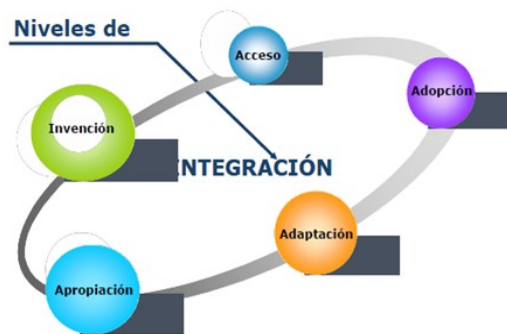 Niveles de
Acceso
Adopción
Invención
INTEGRACIÓN
Adaptación
Apropiación